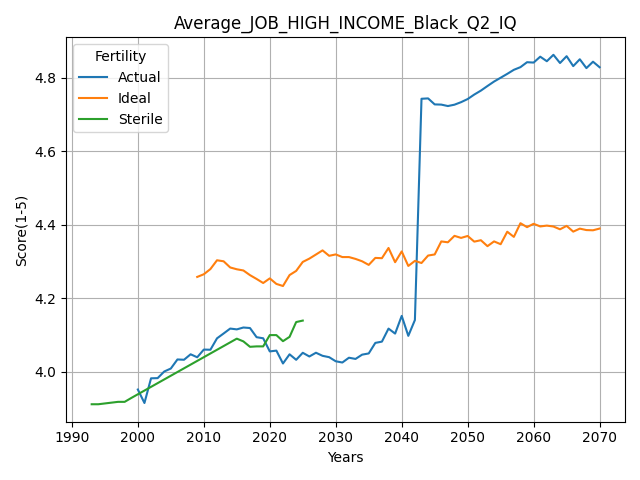 Average_JOB_HIGH_INCOME_Black_Q2_IQ
Fertility
Actual
Ideal
Sterile
Score(1-5)
4.8
4.6
4.4
4.2
4.0
1990
2000
2010
2020
2030
2040
2050
2060
2070
Years